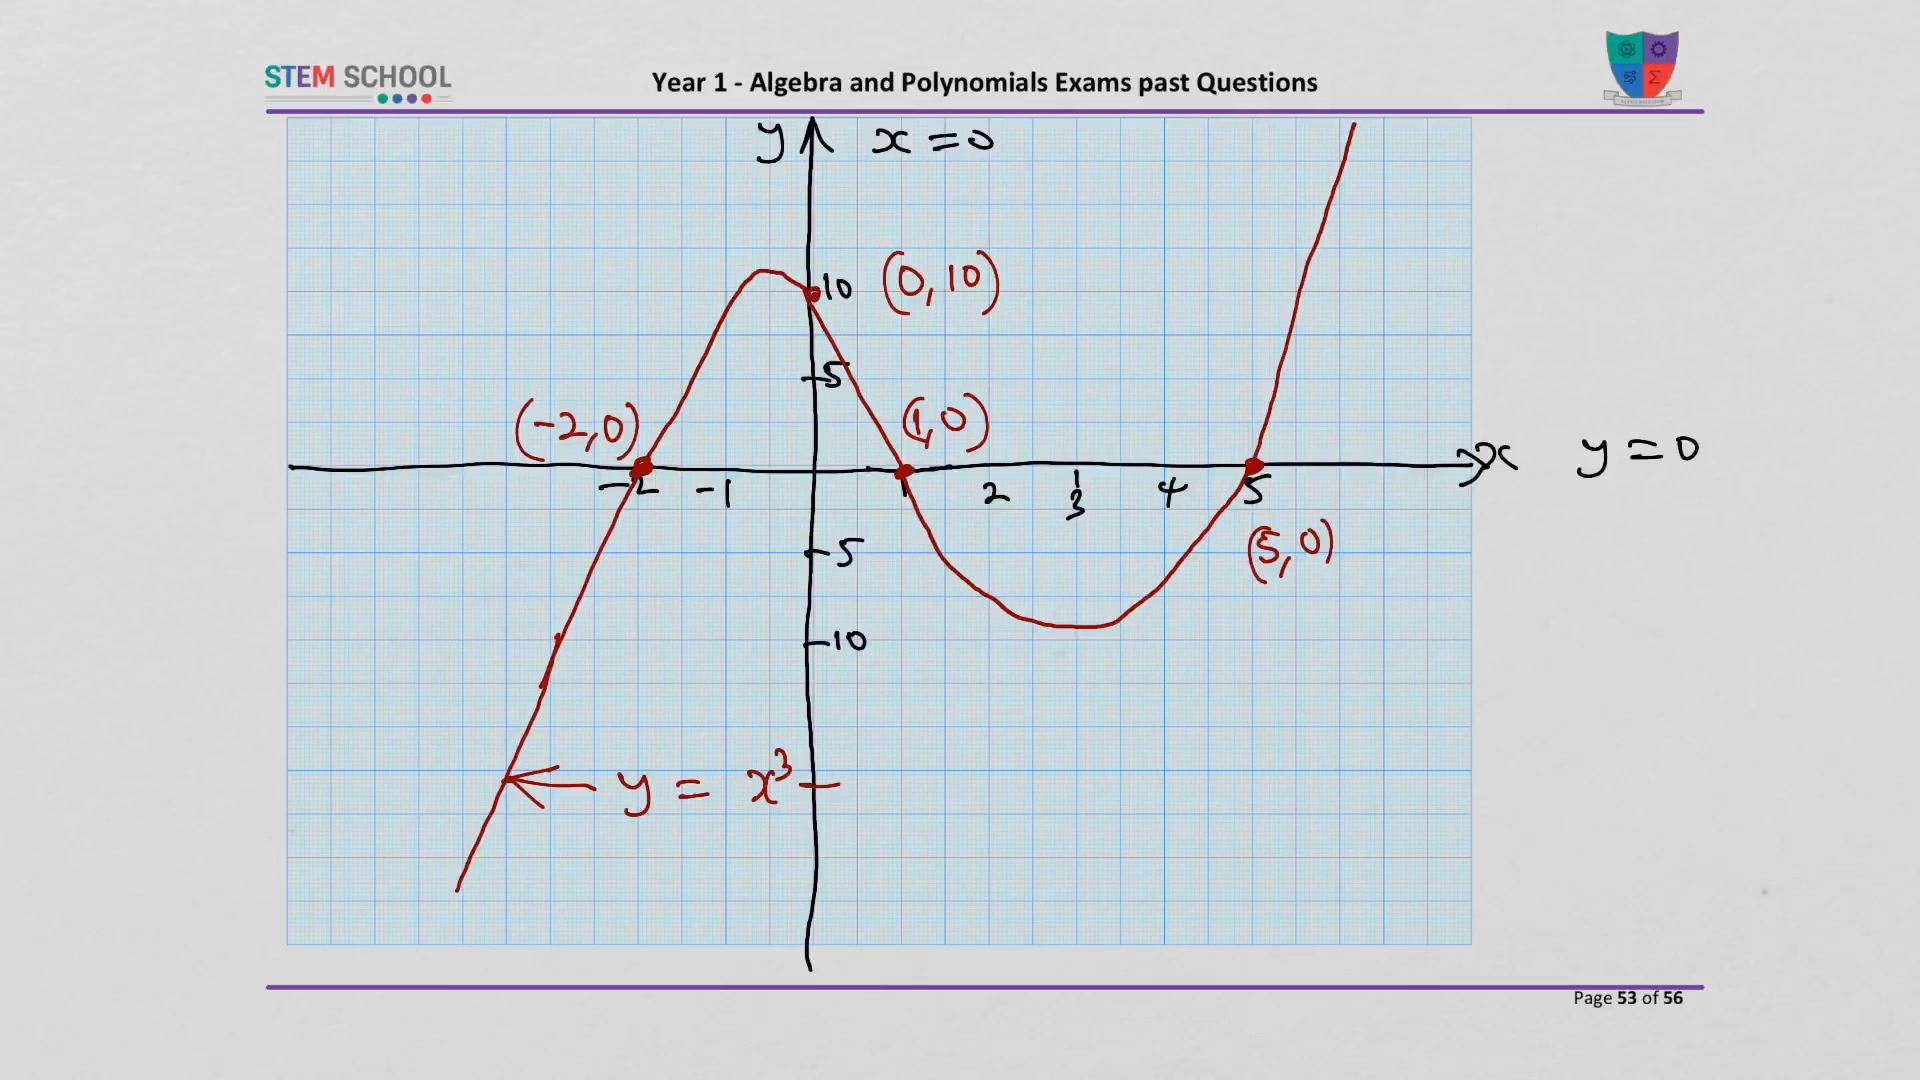 STEM SCHOOL
Year 1 - Algebra and Polynomials Exams past Questions
y x = 0
10 (0, 10)
5
(-2,0) (1,0)
x y = 0
-2 -1 1 2 3 4 5
-5 (5,0)
-10
y = x³ -
Page 53 of 56